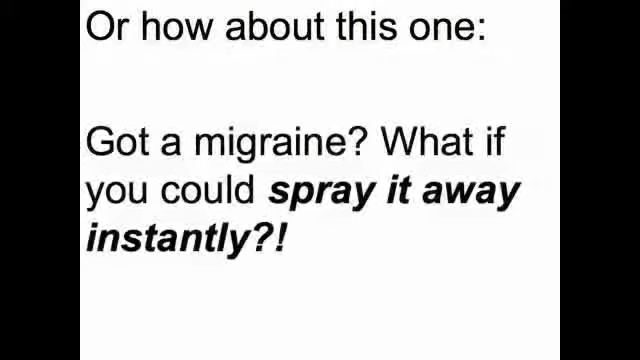 Or how about this one:
Got a migraine? What if
you could spray it away
instantly?!